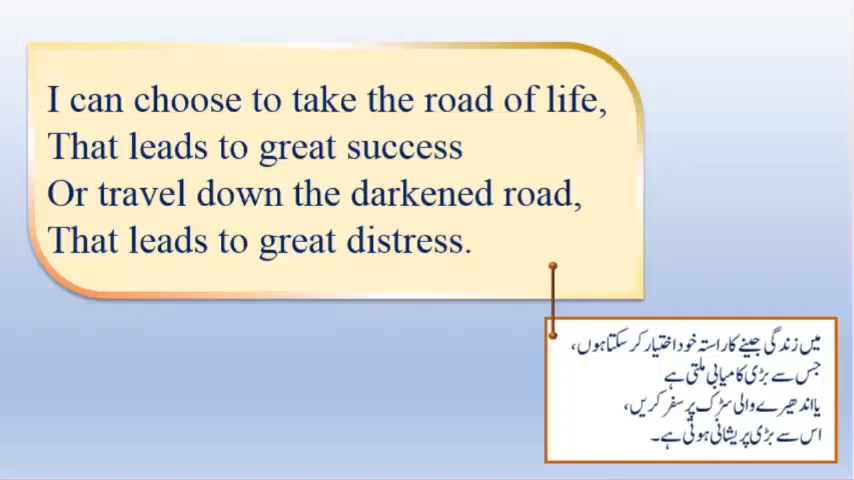 I can choose to take the road of life,
That leads to great success
Or travel down the darkened road,
That leads to great distress.
میں زندگی جینے کا راستہ خود اختیار کر سکتا ہوں،
جس سے بڑی کامیابی ملتی ہے
یا اندھیرے والی سڑک پر سفر کریں،
اس سے بڑی پریشانی ہوتی ہے۔